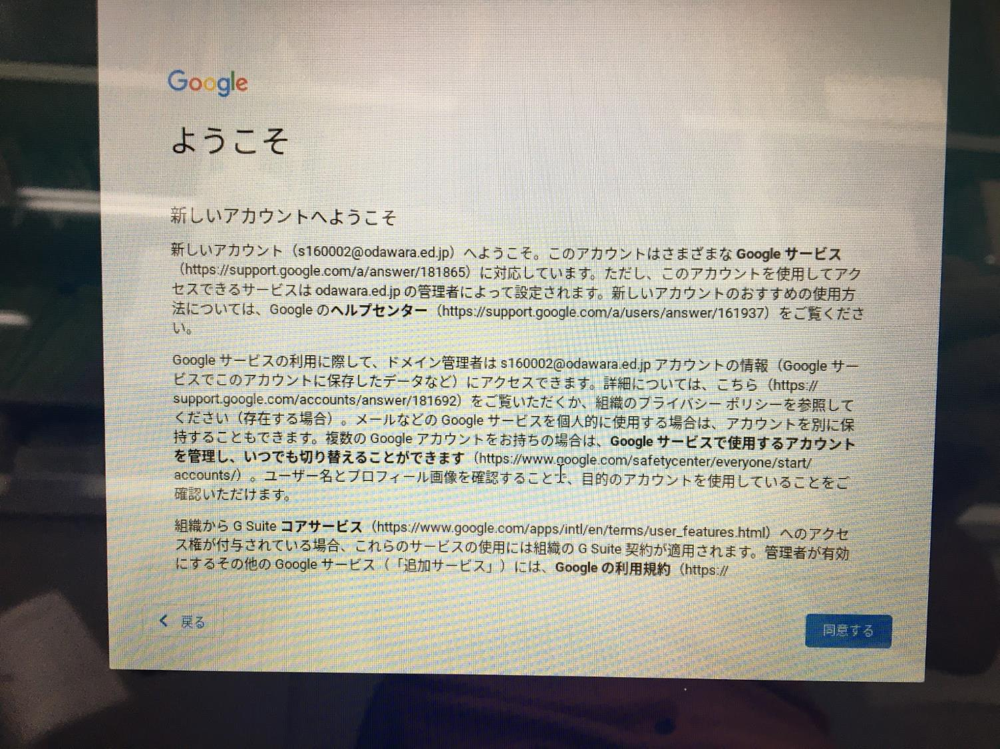 Google
ようこそ
新しいアカウントへようこそ
新しいアカウント（s160002@odawara.ed.jp）へようこそ。このアカウントはさまざまな Google サービス
（https://support.google.com/a/answer/181865）に対応しています。ただし、このアカウントを使用してアク
セスできるサービスは odawara.ed.jp の管理者によって設定されます。新しいアカウントのおすすめの使用方
法については、Google のヘルプセンター（https://support.google.com/a/users/answer/161937）をご覧くださ
い。
Google サービスの利用に際して、ドメイン管理者は s160002@odawara.ed.jp アカウントの情報（Google サー
ビスでこのアカウントに保存したデータなど）にアクセスできます。詳細については、こちら（https://
support.google.com/accounts/answer/181692）をご覧いただくか、組織のプライバシー ポリシーを参照して
ください（存在する場合）。メールなどの Google サービスを個人的に使用する場合は、アカウントを別に保
持することもできます。複数の Google アカウントをお持ちの場合は、Google サービスで使用するアカウント
を管理し、いつでも切り替えることができます（https://www.google.com/safetycenter/everyone/start/
accounts/）。ユーザー名とプロフィール画像を確認することで、目的のアカウントを使用していることをご
確認いただけます。
組織から G Suite コアサービス（https://www.google.com/apps/intl/en/terms/user_features.html）へのアクセ
ス権が付与されている場合、これらのサービスの使用には組織の G Suite 契約が適用されます。管理者が有効
にするその他の Google サービス（「追加サービス」）には、Google の利用規約（https://
戻る
同意する